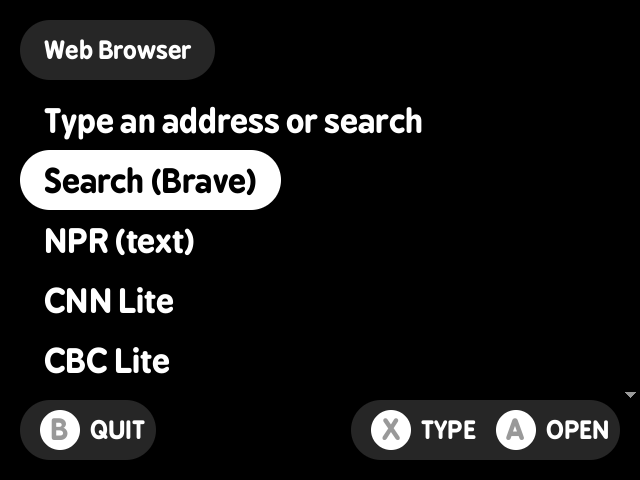 Web Browser
Type an address or search
Search (Brave)
NPR (text)
CNN Lite
CBC Lite
B QUIT X TYPE A OPEN